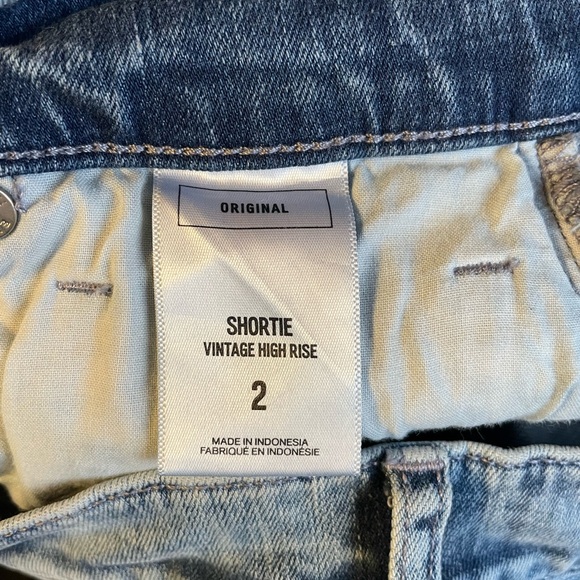 ORIGINAL
SHORTIE
VINTAGE HIGH RISE
2
MADE IN INDONESIA
FABRIQUÉ EN INDONÉSIE